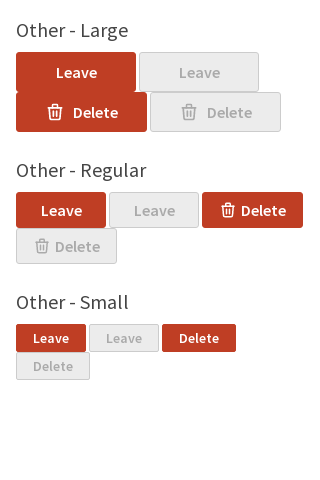 Other - Large
Leave Leave
Delete Delete
Other - Regular
Leave Leave Delete
Delete
Other - Small
Leave Leave Delete
Delete